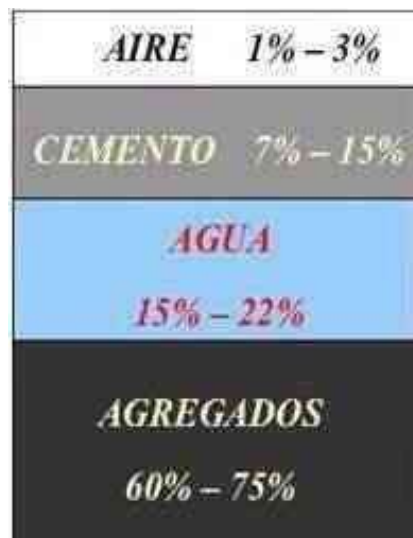 AIRE 1% – 3%
CEMENTO 7% – 15%
AGUA
15% – 22%
AGREGADOS
60% – 75%